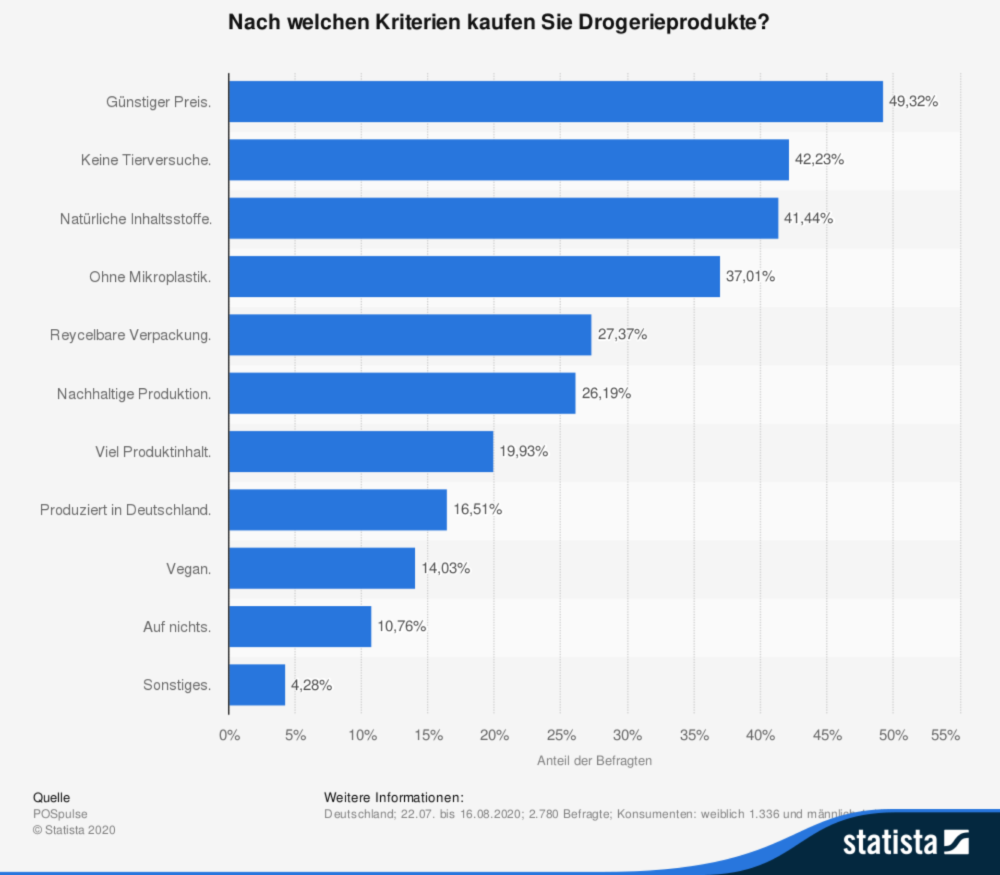 Nach welchen Kriterien kaufen Sie Drogerieprodukte?
Günstiger Preis. 49,32%
Keine Tierversuche. 42,23%
Natürliche Inhaltsstoffe. 41,44%
Ohne Mikroplastik. 37,01%
Reycelbare Verpackung. 27,37%
Nachhaltige Produktion. 26,19%
Viel Produktinhalt. 19,93%
Produziert in Deutschland. 16,51%
Vegan. 14,03%
Auf nichts. 10,76%
Sonstiges. 4,28%
0% 5% 10% 15% 20% 25% 30% 35% 40% 45% 50% 55%
Anteil der Befragten
Quelle
POSpulse
© Statista 2020
Weitere Informationen:
Deutschland; 22.07. bis 16.08.2020; 2.780 Befragte; Konsumenten: weiblich 1.336 und männlich
statista